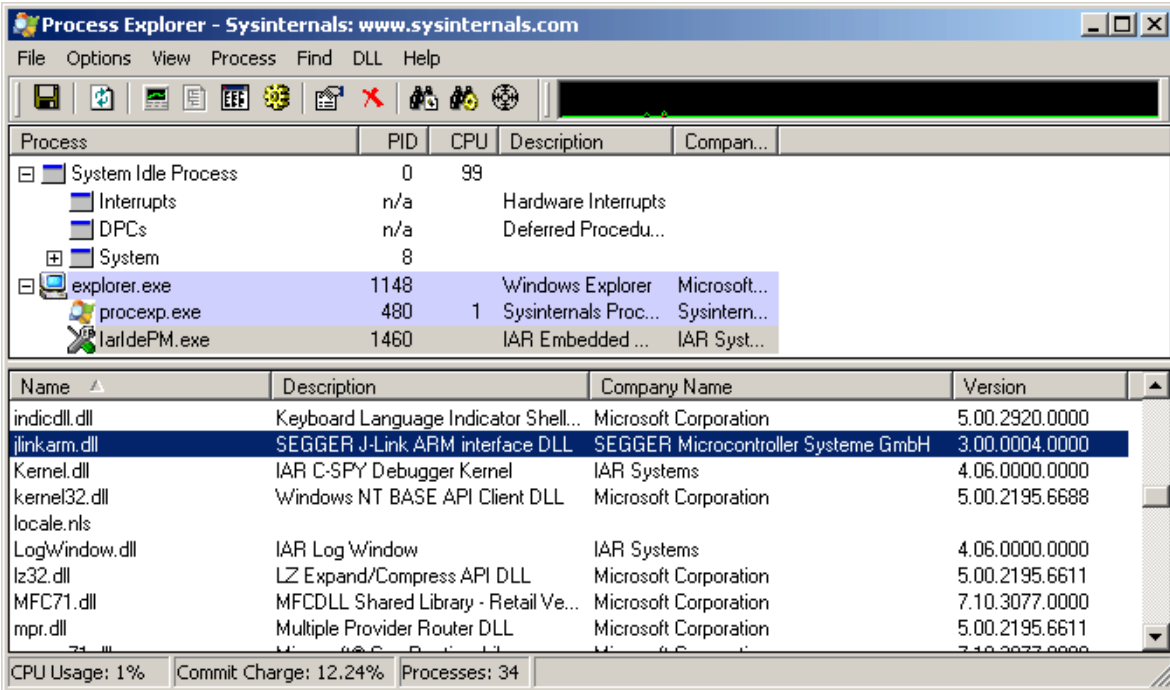 Process Explorer - Sysinternals: www.sysinternals.com
File Options View Process Find DLL Help
Process PID CPU Description Compan...
System Idle Process 0 99
Interrupts n/a Hardware Interrupts
DPCs n/a Deferred Procedu...
System 8
explorer.exe 1148 Windows Explorer Microsoft...
procexp.exe 480 1 Sysinternals Proc... Sysintern...
IarIdePM.exe 1460 IAR Embedded ... IAR Syst...
Name Description Company Name Version
indicdll.dll Keyboard Language Indicator Shell... Microsoft Corporation 5.00.2920.0000
jlinkarm.dll SEGGER J-Link ARM interface DLL SEGGER Microcontroller Systeme GmbH 3.00.0004.0000
Kernel.dll IAR C-SPY Debugger Kernel IAR Systems 4.06.0000.0000
kernel32.dll Windows NT BASE API Client DLL Microsoft Corporation 5.00.2195.6688
locale.nls
LogWindow.dll IAR Log Window IAR Systems 4.06.0000.0000
lz32.dll LZ Expand/Compress API DLL Microsoft Corporation 5.00.2195.6611
MFC71.dll MFCDLL Shared Library - Retail Ve... Microsoft Corporation 7.10.3077.0000
mpr.dll Multiple Provider Router DLL Microsoft Corporation 5.00.2195.6611
CPU Usage: 1% Commit Charge: 12.24% Processes: 34